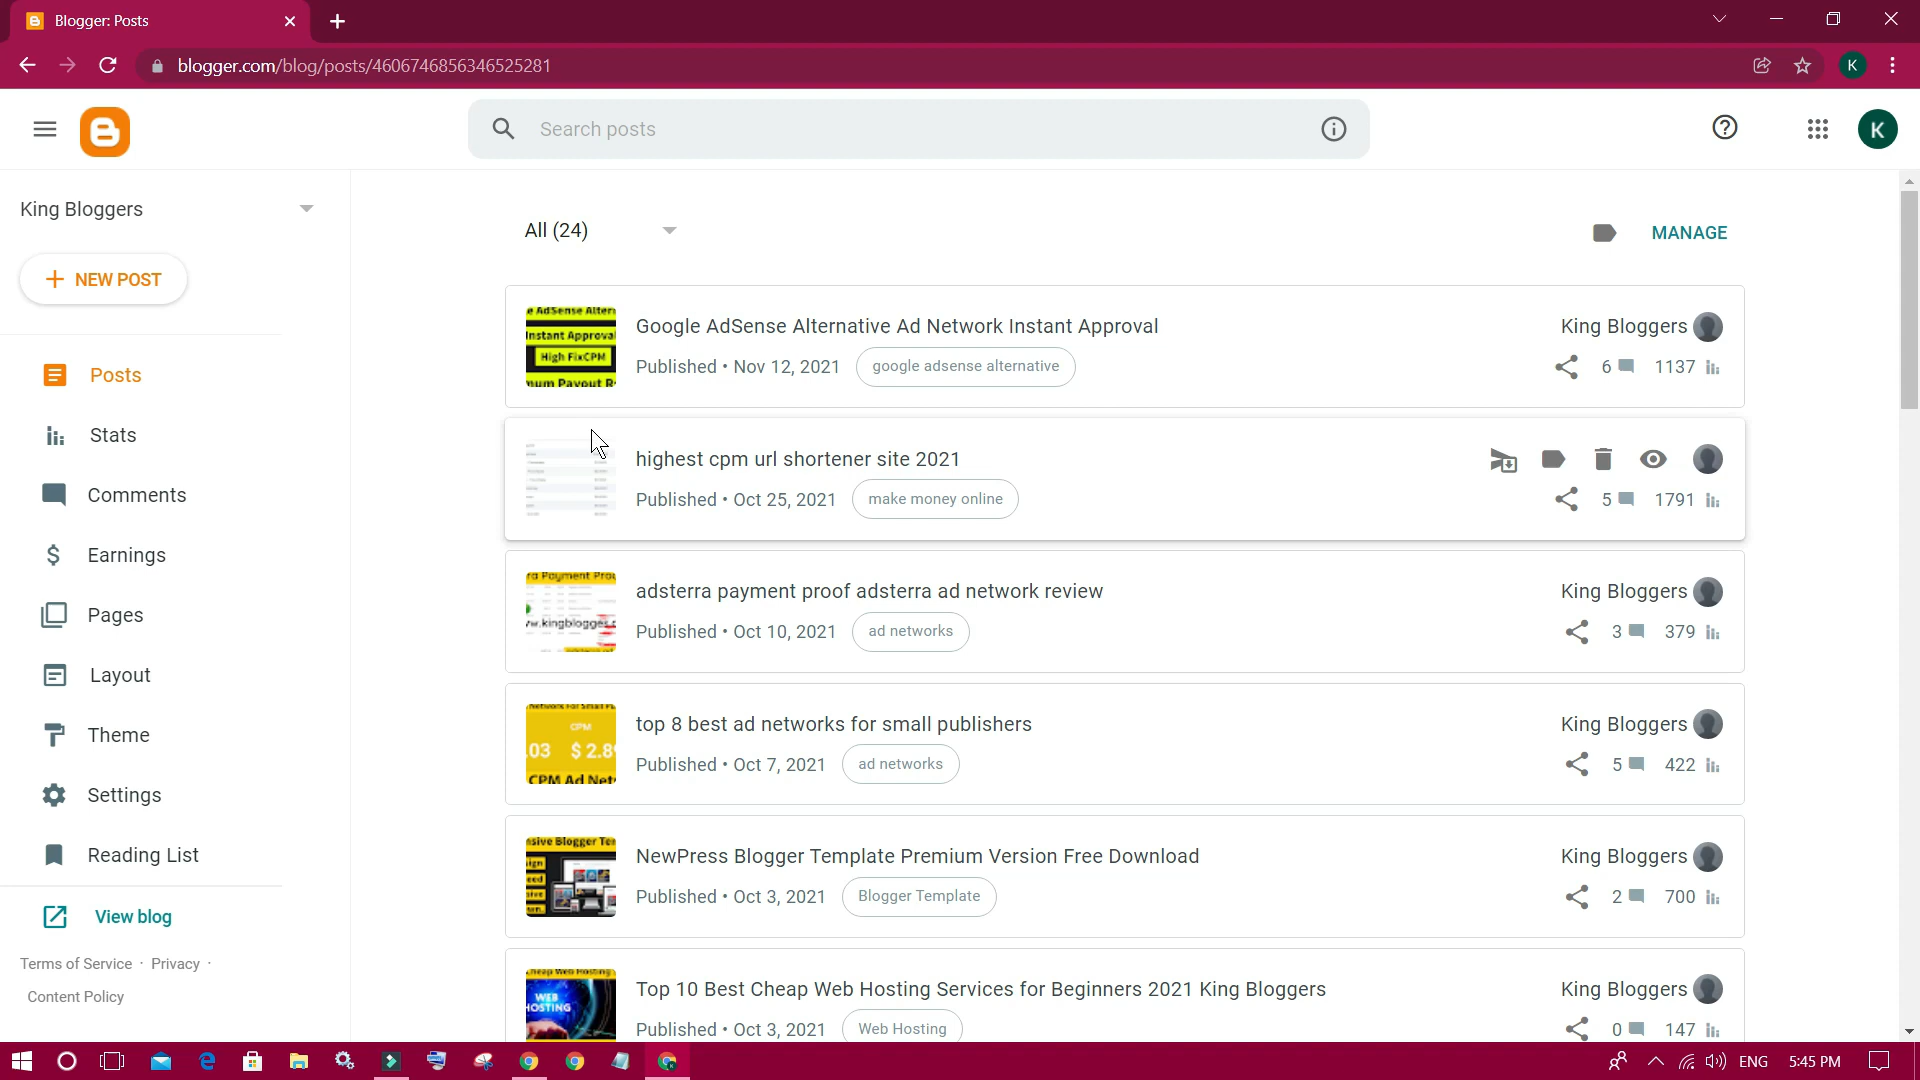 Blogger: Posts
blogger.com/blog/posts/4606746856346525281
K
Search posts
K
King Bloggers
NEW POST
Posts
Stats
Comments
Earnings
Pages
Layout
Theme
Settings
Reading List
View blog
Terms of Service · Privacy ·
Content Policy
All (24)
MANAGE
High FixCPM
Google AdSense Alternative Ad Network Instant Approval
King Bloggers
Published • Nov 12, 2021
google adsense alternative
6
1137
highest cpm url shortener site 2021
Published • Oct 25, 2021
make money online
5
1791
adsterra payment proof adsterra ad network review
King Bloggers
Published • Oct 10, 2021
ad networks
3
379
CPM
top 8 best ad networks for small publishers
King Bloggers
Published • Oct 7, 2021
ad networks
5
422
NewPress Blogger Template Premium Version Free Download
King Bloggers
Published • Oct 3, 2021
Blogger Template
2
700
WEB
HOSTING
Top 10 Best Cheap Web Hosting Services for Beginners 2021 King Bloggers
King Bloggers
Published • Oct 3, 2021
Web Hosting
0
147
ENG
5:45 PM